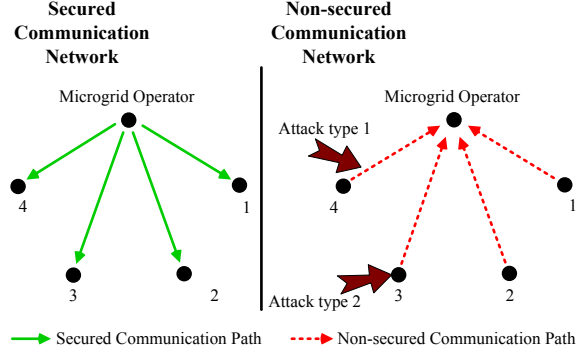 Secured
Communication
Network
Microgrid Operator
4
1
3
2
Non-secured
Communication
Network
Microgrid Operator
Attack type 1
4
1
Attack type 2
3
2
Secured Communication Path
Non-secured Communication Path